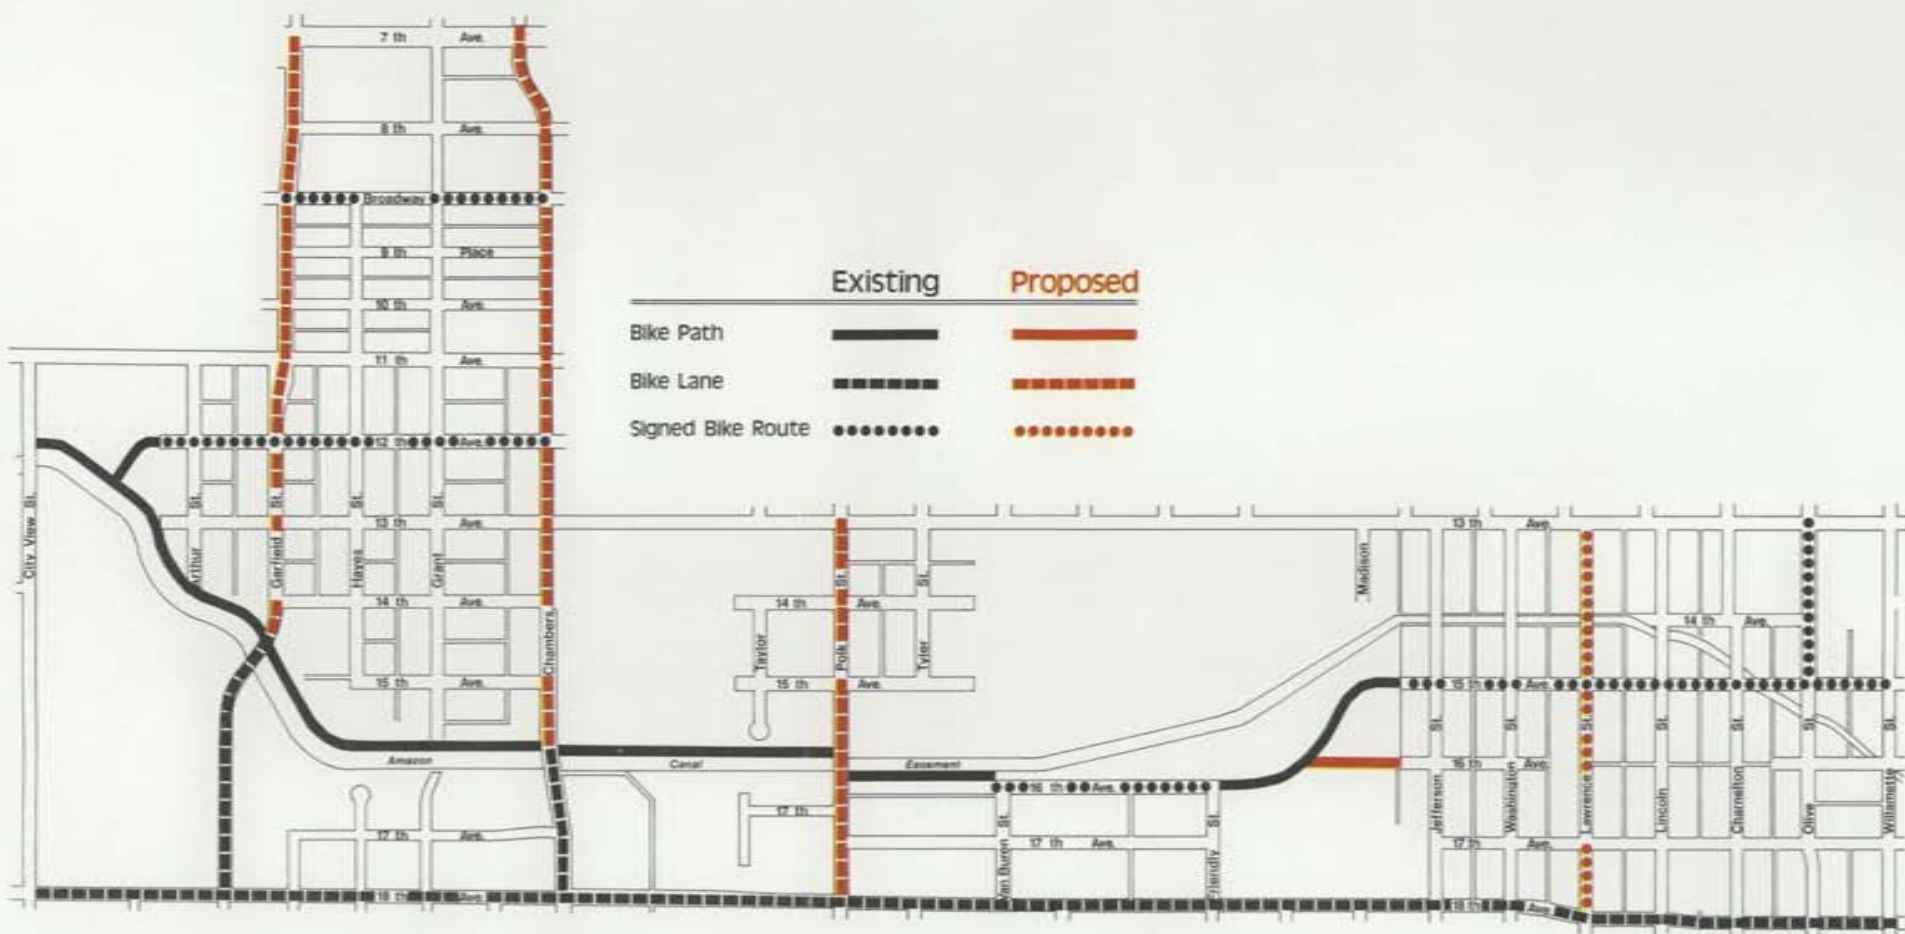 7 th Ave.
8 th Ave.
Broadway
9 th Place
10 th Ave.
11 th Ave.
12 th Ave.
13 th Ave.
14 th Ave.
15 th Ave.
17 th Ave.
18 th Ave.
City View St.
Arthur St.
Garfield St.
Hayes St.
Grant St.
Chambers
Amazon Canal Easement
Existing Proposed
Bike Path
Bike Lane
Signed Bike Route
14 th Ave.
15 th Ave.
17 th
Taylor
Polk St.
Tyler St.
16 th Ave.
17 th Ave.
Van Buren St.
Friendly St.
Madison
13 th Ave.
14 th Ave.
15 th Ave.
16 th Ave.
17 th Ave.
18 th Ave.
Jefferson St.
Washington St.
Lawrence St.
Lincoln St.
Charnelton St.
Olive St.
Willamette St.